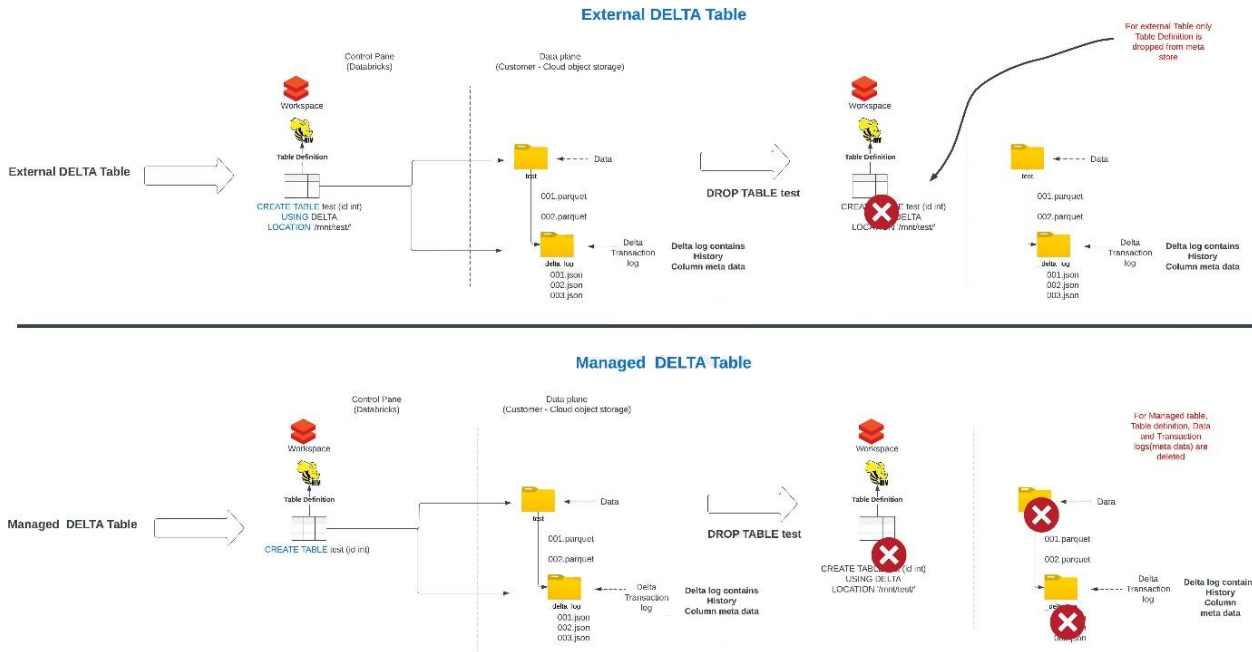 External DELTA Table
For external Table only
Table Definition is
dropped from meta
store
Control Pane
(Databricks)
Data plane
(Customer - Cloud object storage)
Workspace
Table Definition
External DELTA Table
CREATE TABLE test (id int)
USING DELTA
LOCATION '/mnt/test/'
test
Data
001.parquet
002.parquet
delta_log
001.json
002.json
003.json
Delta
Transaction
log
Delta log contains
History
Column meta data
DROP TABLE test
Workspace
Table Definition
test (id int)
DELTA
LOCATION '/mnt/test/'
test
Data
001.parquet
002.parquet
delta_log
001.json
002.json
003.json
Delta
Transaction
log
Delta log contains
History
Column meta data
Managed DELTA Table
Control Pane
(Databricks)
Data plane
(Customer - Cloud object storage)
For Managed table,
Table definition, Data
and Transaction
logs(meta data) are
deleted
Workspace
Table Definition
Managed DELTA Table
CREATE TABLE test (id int)
test
Data
001.parquet
002.parquet
delta_log
001.json
002.json
003.json
Delta
Transaction
log
Delta log contains
History
Column meta data
DROP TABLE test
Workspace
Table Definition
CREATE (id int)
USING DELTA
LOCATION '/mnt/test/'
Data
001.parquet
002.parquet
Delta
Transaction
log
Delta log contains
History
Column
meta data